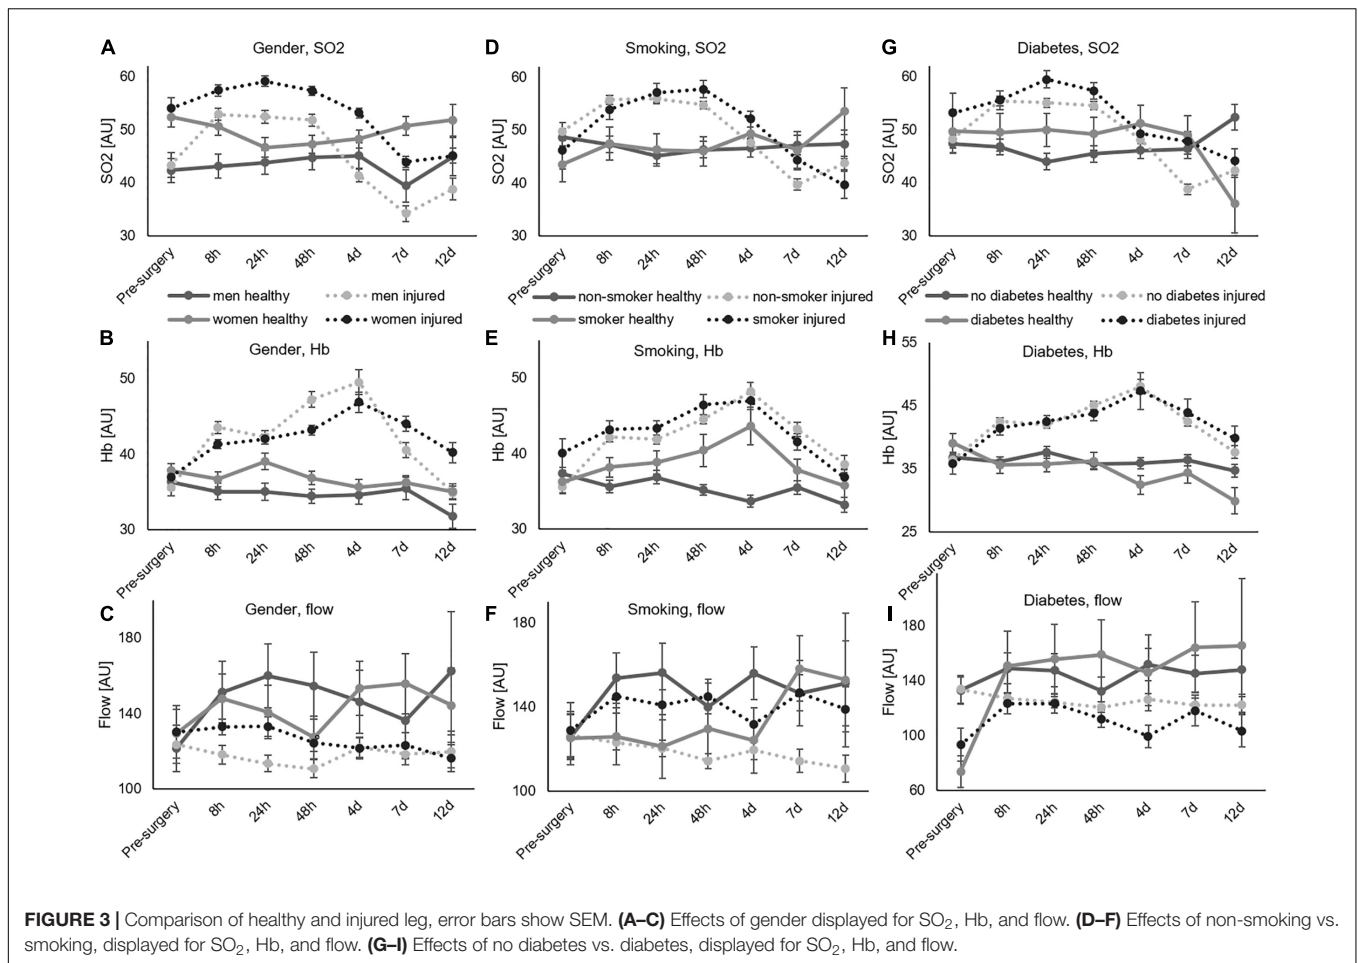 A Gender, SO2
SO2 [AU]
60
50
40
30
Pre-surgery 8h 24h 48h 4d 7d 12d
men healthy men injured
women healthy women injured
D Smoking, SO2
SO2 [AU]
60
50
40
30
Pre-surgery 8h 24h 48h 4d 7d 12d
non-smoker healthy non-smoker injured
smoker healthy smoker injured
G Diabetes, SO2
SO2 [AU]
60
50
40
30
Pre-surgery 8h 24h 48h 4d 7d 12d
no diabetes healthy no diabetes injured
diabetes healthy diabetes injured
B Gender, Hb
Hb [AU]
50
40
30
Pre-surgery 8h 24h 48h 4d 7d 12d
E Smoking, Hb
Hb [AU]
50
40
30
Pre-surgery 8h 24h 48h 4d 7d 12d
H Diabetes, Hb
Hb [AU]
55
45
35
25
Pre-surgery 8h 24h 48h 4d 7d 12d
C Gender, flow
Flow [AU]
180
140
100
Pre-surgery 8h 24h 48h 4d 7d 12d
F Smoking, flow
Flow [AU]
180
140
100
Pre-surgery 8h 24h 48h 4d 7d 12d
I Diabetes, flow
Flow [AU]
180
140
100
60
Pre-surgery 8h 24h 48h 4d 7d 12d
FIGURE 3 | Comparison of healthy and injured leg, error bars show SEM. (A–C) Effects of gender displayed for SO₂, Hb, and flow. (D–F) Effects of non-smoking vs.
smoking, displayed for SO₂, Hb, and flow. (G–I) Effects of no diabetes vs. diabetes, displayed for SO₂, Hb, and flow.